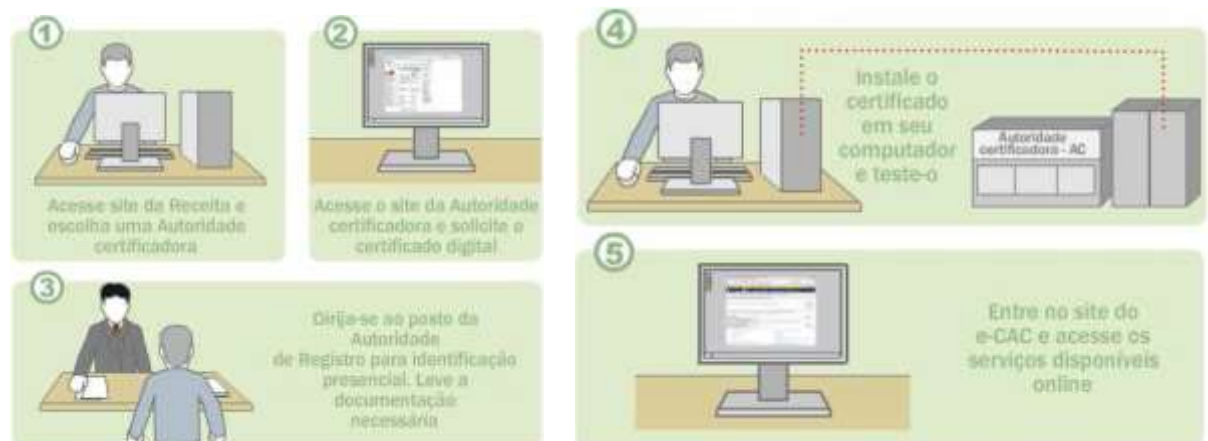 1
Acesse site da Receita e
escolha uma Autoridade
certificadora
2
Acesse o site da Autoridade
certificadora e solicite o
certificado digital
3
Dirija-se ao posto da
Autoridade
de Registro para identificação
presencial. Leve a
documentação
necessária
4
Instale o
certificado
em seu
computador
e teste-o
Autoridade
certificadora - AC
5
Entre no site do
e-CAC e acesse os
serviços disponíveis
online